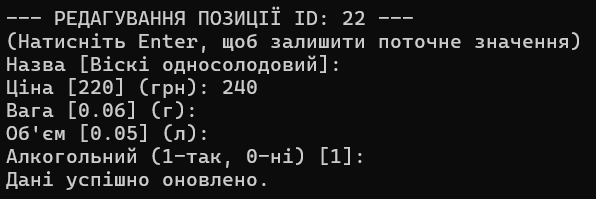 --- РЕДАГУВАННЯ ПОЗИЦІЇ ID: 22 ---
(Натисніть Enter, щоб залишити поточне значення)
Назва [Віскі односолодовий]:
Ціна [220] (грн): 240
Вага [0.06] (г):
Об'єм [0.05] (л):
Алкогольний (1-так, 0-ні) [1]:
Дані успішно оновлено.